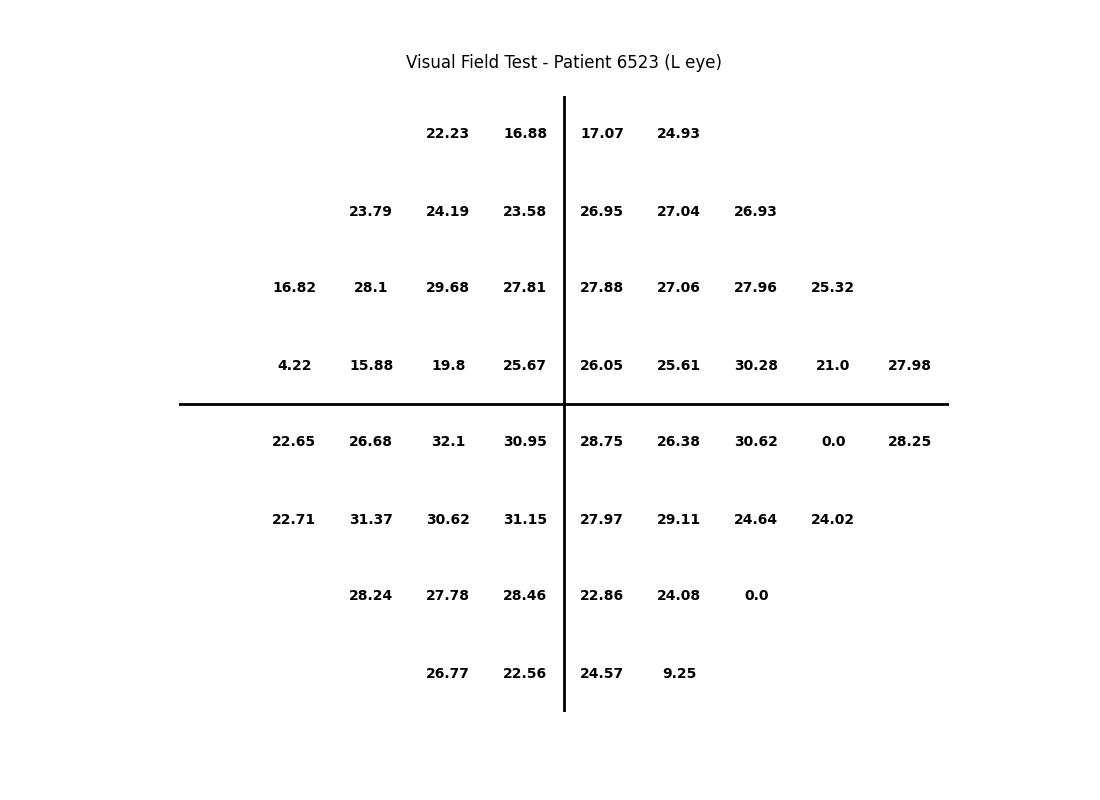 Visual Field Test - Patient 6523 (L eye)
22.23 16.88 17.07 24.93
23.79 24.19 23.58 26.95 27.04 26.93
16.82 28.1 29.68 27.81 27.88 27.06 27.96 25.32
4.22 15.88 19.8 25.67 26.05 25.61 30.28 21.0 27.98
22.65 26.68 32.1 30.95 28.75 26.38 30.62 0.0 28.25
22.71 31.37 30.62 31.15 27.97 29.11 24.64 24.02
28.24 27.78 28.46 22.86 24.08 0.0
26.77 22.56 24.57 9.25